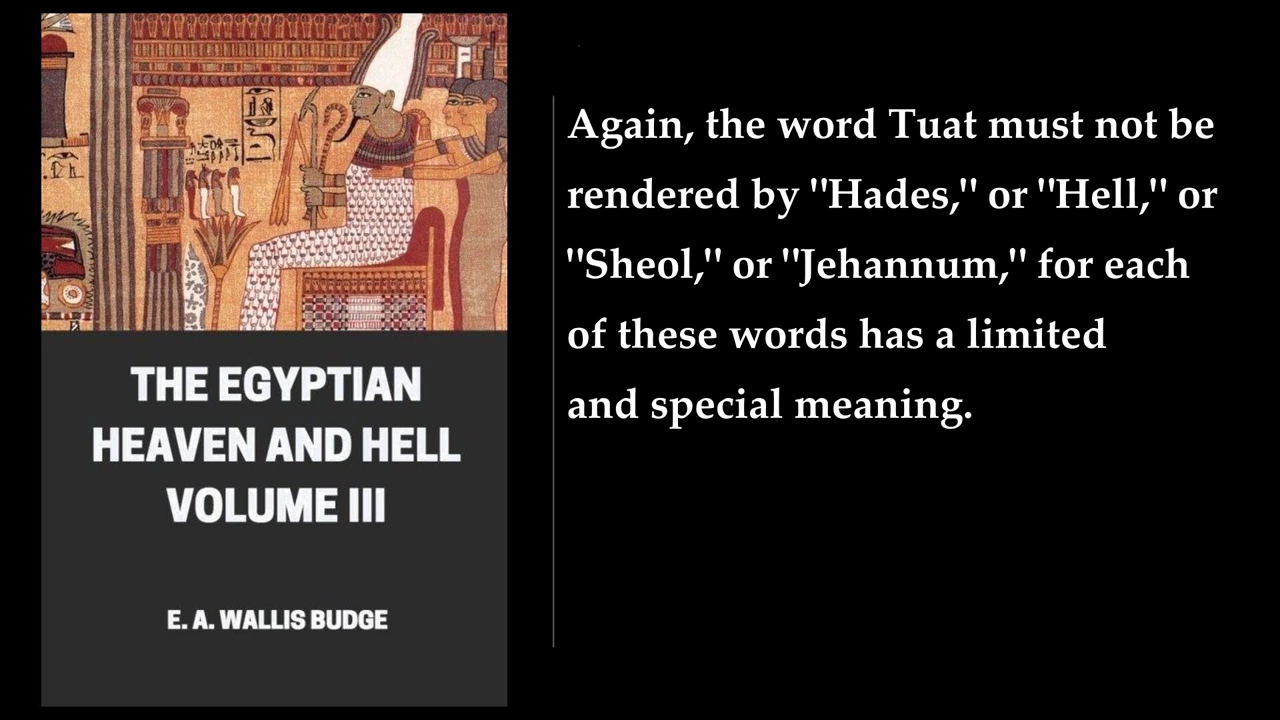 THE EGYPTIAN
HEAVEN AND HELL
VOLUME III
E. A. WALLIS BUDGE
Again, the word Tuat must not be
rendered by "Hades," or "Hell," or
"Sheol," or "Jehannum," for each
of these words has a limited
and special meaning.